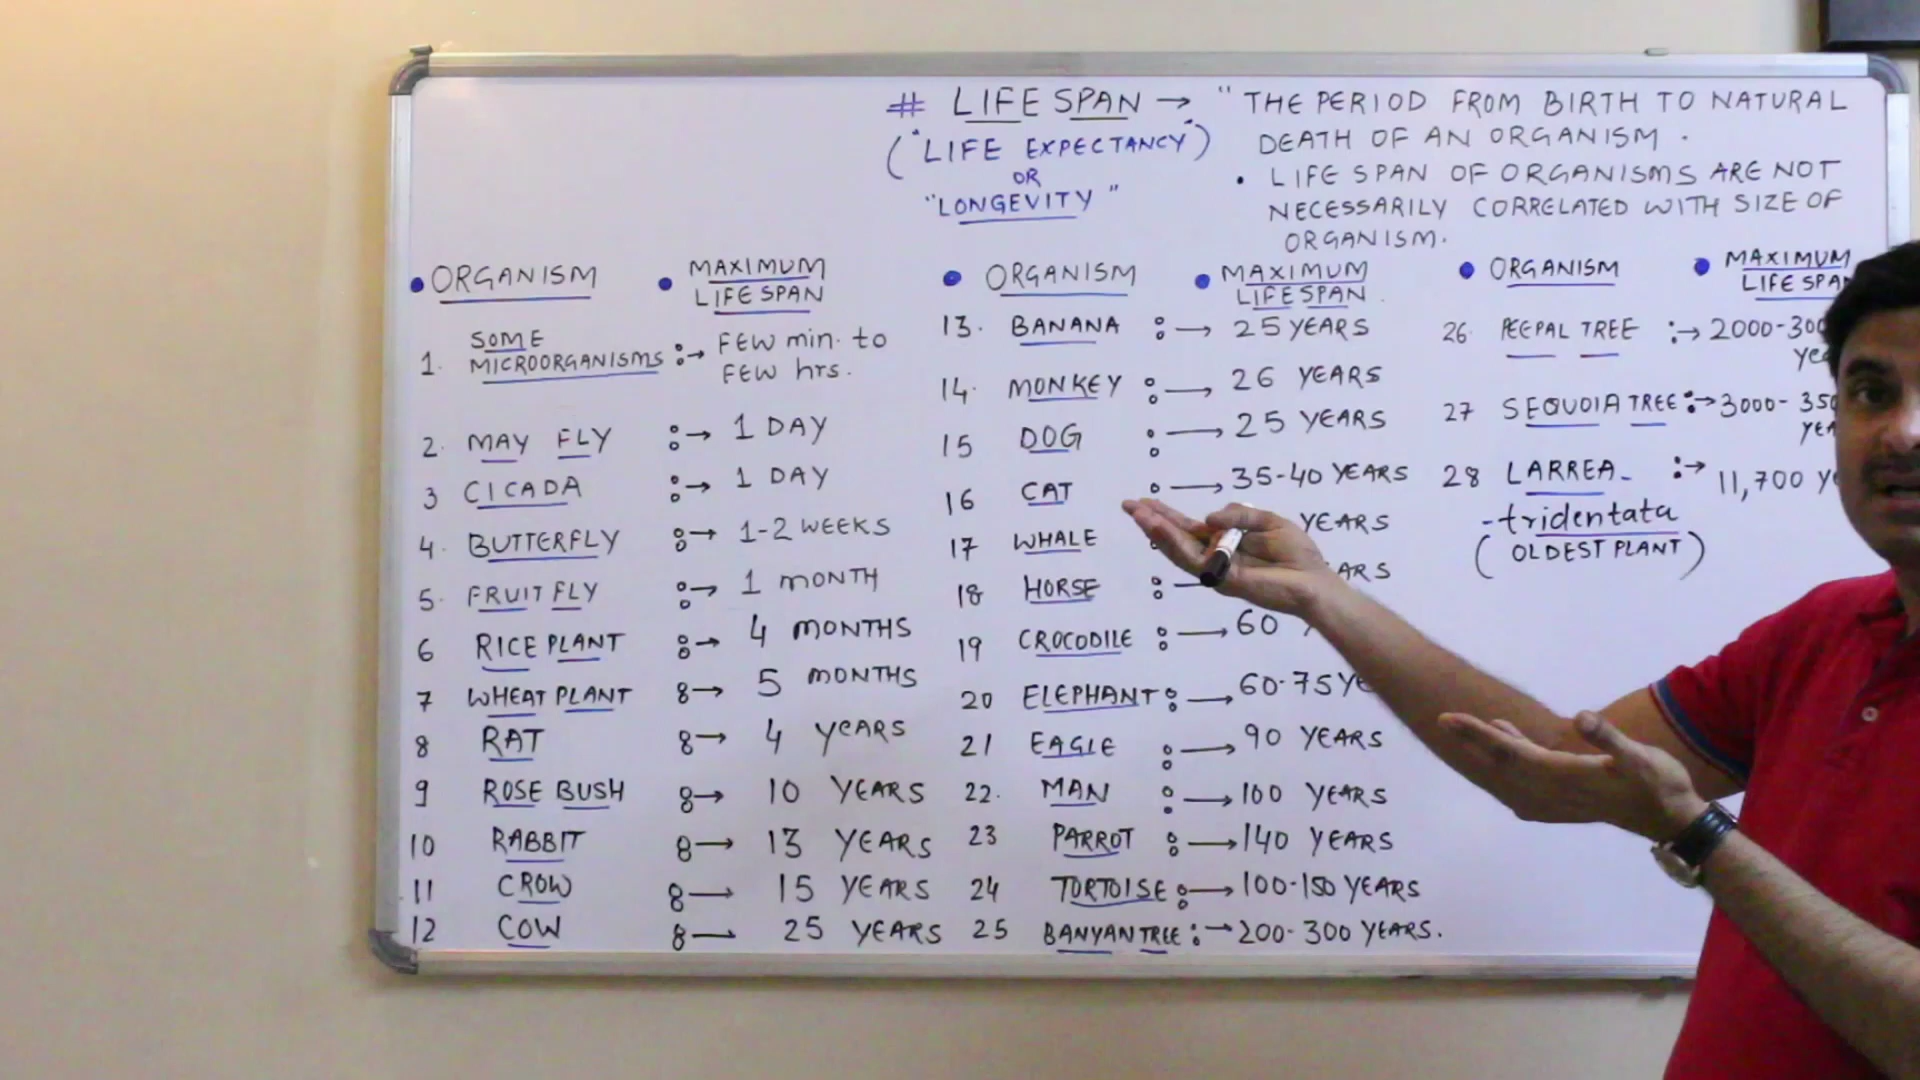 # LIFE SPAN → " THE PERIOD FROM BIRTH TO NATURAL
DEATH OF AN ORGANISM .
("LIFE EXPECTANCY")
OR
"LONGEVITY"
• LIFE SPAN OF ORGANISMS ARE NOT
NECESSARILY CORRELATED WITH SIZE OF
ORGANISM.
• ORGANISM • MAXIMUM
LIFE SPAN
1. SOME
MICROORGANISMS :→ FEW min. to
FEW hrs.
2. MAY FLY :→ 1 DAY
3 CICADA :→ 1 DAY
4. BUTTERFLY :→ 1-2 WEEKS
5. FRUIT FLY :→ 1 MONTH
6 RICE PLANT :→ 4 MONTHS
7 WHEAT PLANT :→ 5 MONTHS
8 RAT :→ 4 YEARS
9 ROSE BUSH :→ 10 YEARS
10 RABBIT :→ 13 YEARS
11 CROW :→ 15 YEARS
12 COW :→ 25 YEARS
• ORGANISM • MAXIMUM
LIFE SPAN
13. BANANA :→ 25 YEARS
14. MONKEY :→ 26 YEARS
15 DOG :→ 25 YEARS
16 CAT :→ 35-40 YEARS
17 WHALE : YEARS
18 HORSE :
19 CROCODILE :→ 60
20 ELEPHANT :→ 60-75
21 EAGLE :→ 90 YEARS
22. MAN :→ 100 YEARS
23 PARROT :→ 140 YEARS
24 TORTOISE :→ 100-150 YEARS
25 BANYAN TREE :→ 200-300 YEARS.
• ORGANISM • MAXIMUM
LIFE SPAN
26. PEEPAL TREE :→ 2000-
27 SEQUOIA TREE :→ 3000-
28 LARREA- :→ 11,700
-tridentata
(OLDEST PLANT)